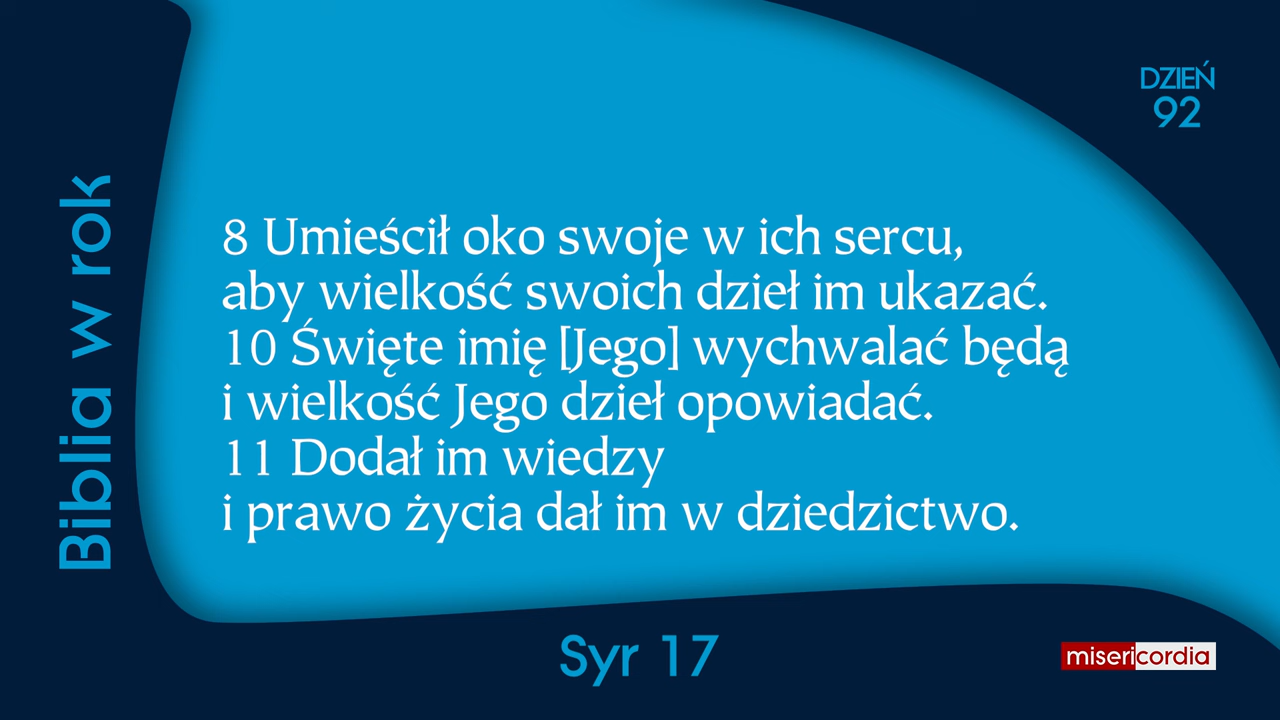 DZIEŃ
92
Biblia w rok
8 Umieścił oko swoje w ich sercu,
aby wielkość swoich dzieł im ukazać.
10 Święte imię [Jego] wychwalać będą
i wielkość Jego dzieł opowiadać.
11 Dodał im wiedzy
i prawo życia dał im w dziedzictwo.
Syr 17
misericordia